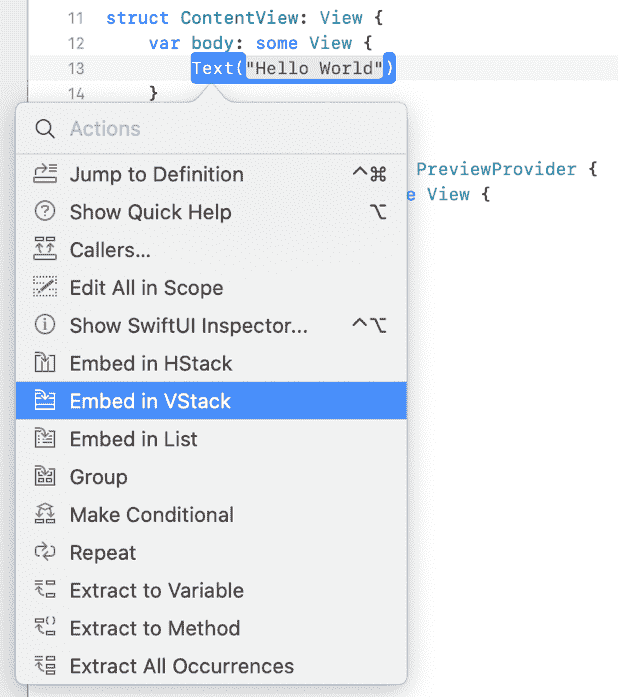 11 struct ContentView: View {
12 var body: some View {
13 Text("Hello World")
14 }
Actions
PreviewProvider {
Jump to Definition ^⌘
e View {
Show Quick Help ⌥
Callers...
Edit All in Scope
Show SwiftUI Inspector... ^⌥
Embed in HStack
Embed in VStack
Embed in List
Group
Make Conditional
Repeat
Extract to Variable
Extract to Method
Extract All Occurrences